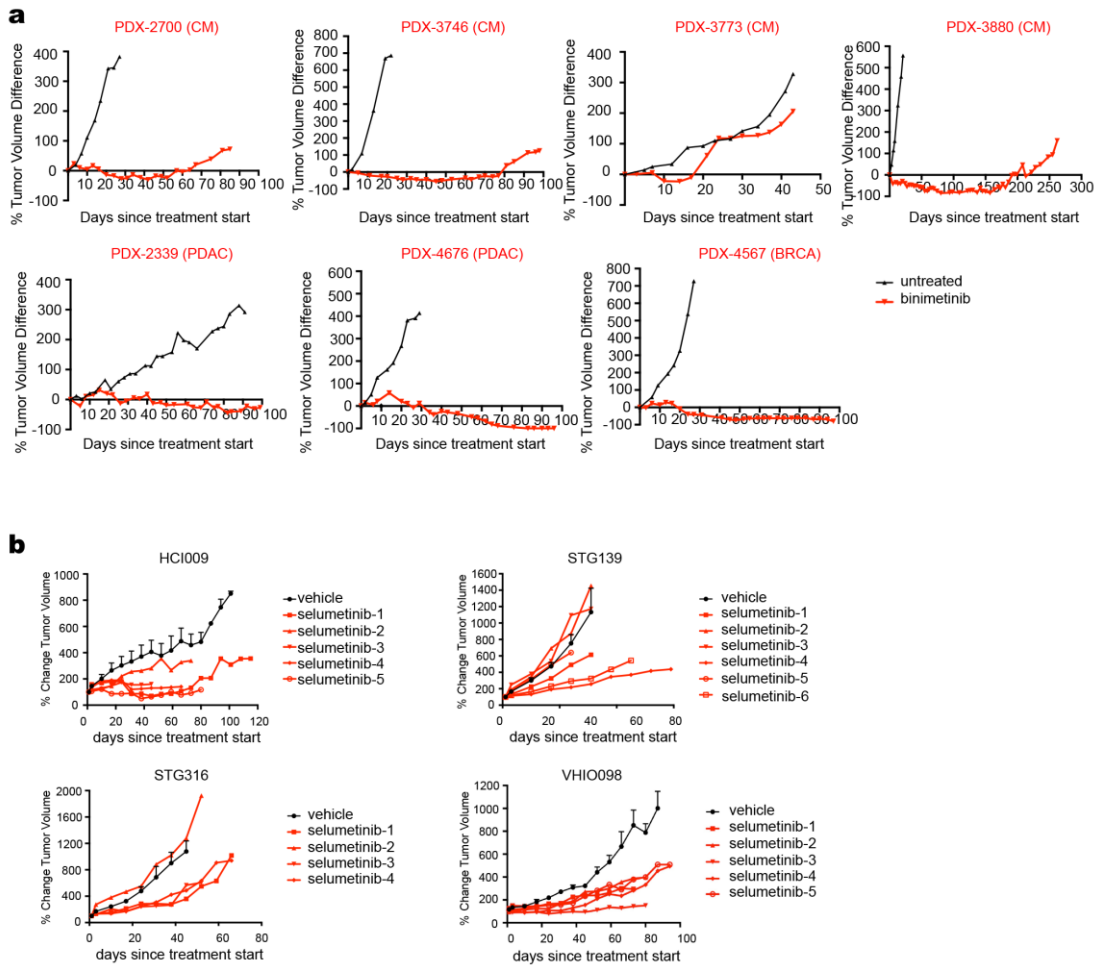 a
PDX-2700 (CM)
% Tumor Volume Difference
400
300
200
100
0
-100
10 20 30 40 50 60 70 80 90 100
Days since treatment start
PDX-3746 (CM)
% Tumor Volume Difference
800
700
600
500
400
300
200
100
0
-100
10 20 30 40 50 60 70 80 90 100
Days since treatment start
PDX-3773 (CM)
% Tumor Volume Difference
400
300
200
100
0
-100
10 20 30 40 50
Days since treatment start
PDX-3880 (CM)
% Tumor Volume Difference
600
500
400
300
200
100
0
-100
50 100 150 200 250 300
Days since treatment start
PDX-2339 (PDAC)
% Tumor Volume Difference
400
300
200
100
0
-100
10 20 30 40 50 60 70 80 90 100
Days since treatment start
PDX-4676 (PDAC)
% Tumor Volume Difference
600
500
400
300
200
100
0
-100
10 20 30 40 50 60 70 80 90 100
Days since treatment start
PDX-4567 (BRCA)
% Tumor Volume Difference
800
700
600
500
400
300
200
100
0
-100
10 20 30 40 50 60 70 80 90 100
Days since treatment start
untreated
binimetinib
b
HCI009
% Change Tumor Volume
1000
800
600
400
200
0
0 20 40 60 80 100 120
days since treatment start
vehicle
selumetinib-1
selumetinib-2
selumetinib-3
selumetinib-4
selumetinib-5
STG139
% Change Tumor Volume
1600
1400
1200
1000
800
600
400
200
0
0 20 40 60 80
days since treatment start
vehicle
selumetinib-1
selumetinib-2
selumetinib-3
selumetinib-4
selumetinib-5
selumetinib-6
STG316
% Change Tumor Volume
2000
1600
1200
800
400
0
0 20 40 60 80
days since treatment start
vehicle
selumetinib-1
selumetinib-2
selumetinib-3
selumetinib-4
VHIO098
% Change Tumor Volume
1200
1000
800
600
400
200
0
0 20 40 60 80 100
days since treatment start
vehicle
selumetinib-1
selumetinib-2
selumetinib-3
selumetinib-4
selumetinib-5